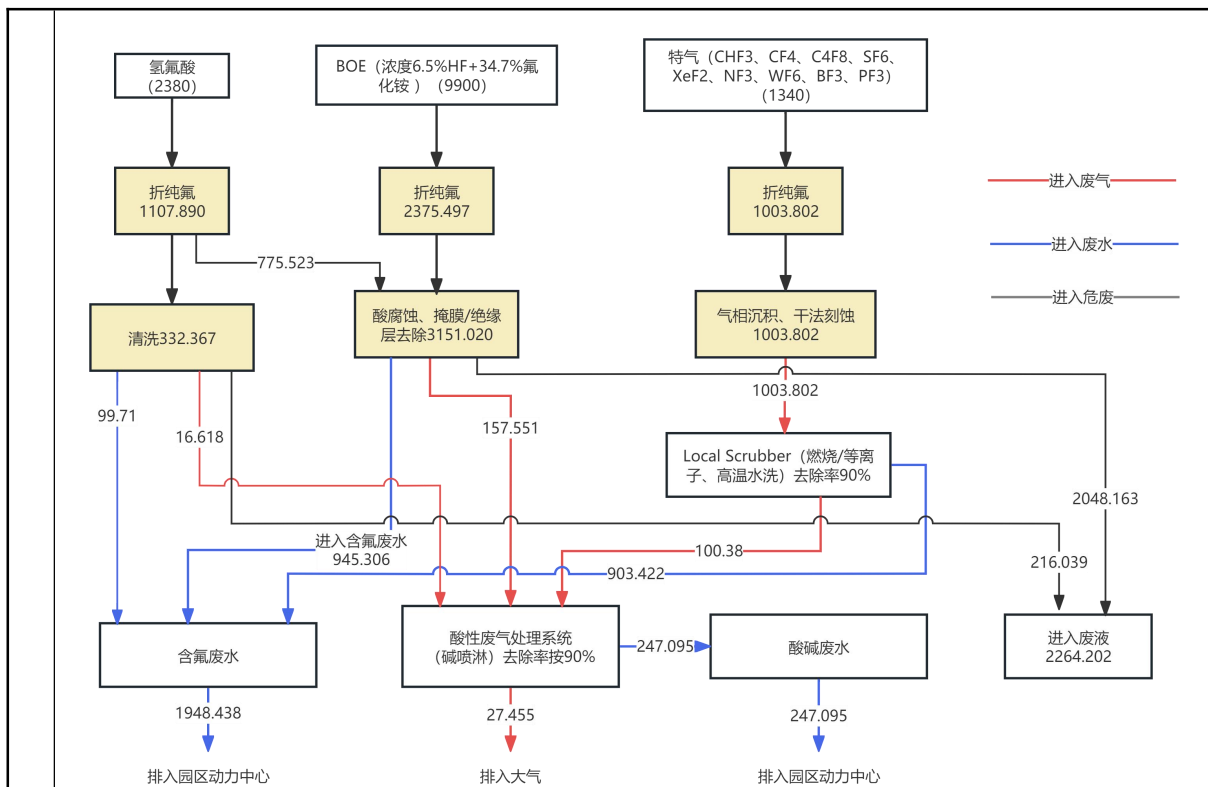 氢氟酸
（2380）
BOE（浓度6.5%HF+34.7%氟
化铵 ）（9900）
特气（CHF3、CF4、C4F8、SF6、
XeF2、NF3、WF6、BF3、PF3）
（1340）
折纯氟
1107.890
折纯氟
2375.497
折纯氟
1003.802
进入废气
进入废水
进入危废
775.523
清洗332.367
酸腐蚀、掩膜/绝缘
层去除3151.020
气相沉积、干法刻蚀
1003.802
99.71
16.618
157.551
1003.802
Local Scrubber（燃烧/等离
子、高温水洗）去除率90%
2048.163
进入含氟废水
945.306
100.38
903.422
216.039
含氟废水
酸性废气处理系统
（碱喷淋）去除率按90%
247.095
酸碱废水
进入废液
2264.202
1948.438
27.455
247.095
排入园区动力中心
排入大气
排入园区动力中心